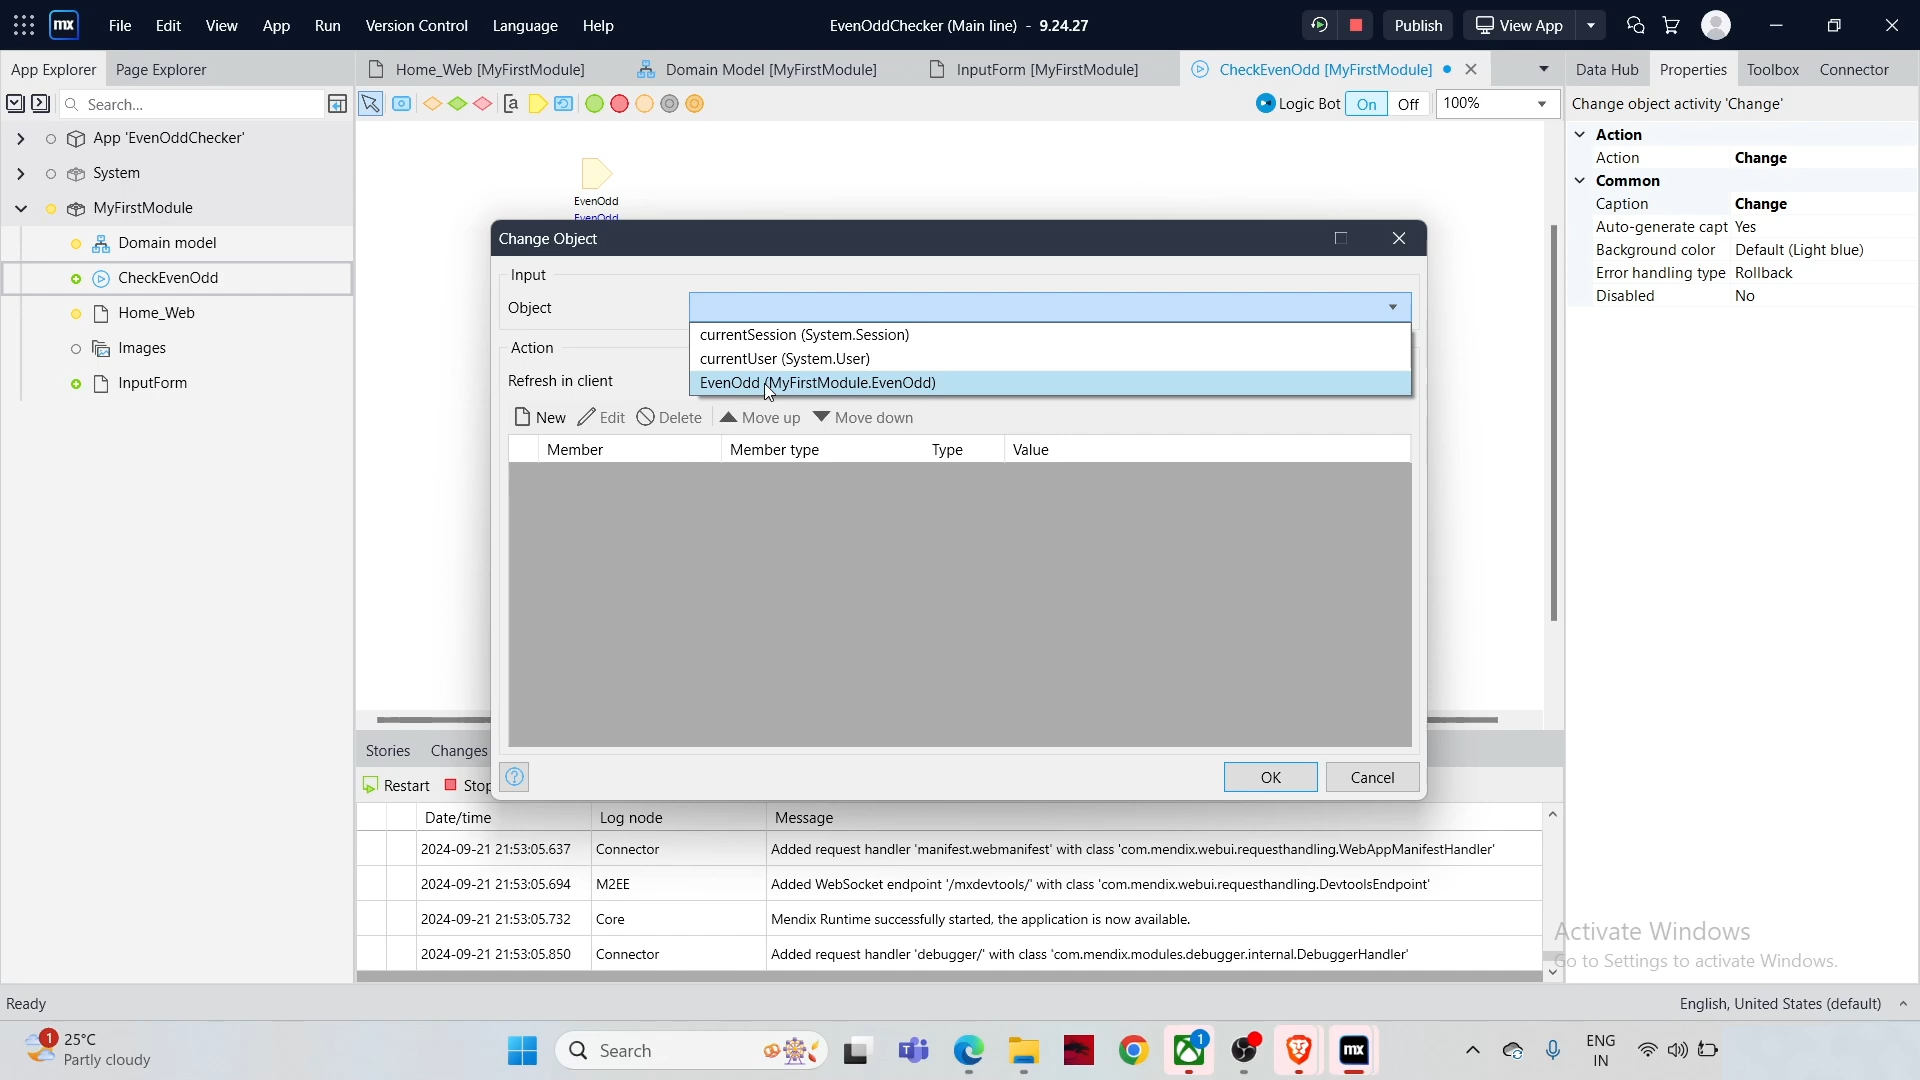 mx File Edit View App Run Version Control Language Help EvenOddChecker (Main line) - 9.24.27 Publish View App
App Explorer Page Explorer Home_Web [MyFirstModule] Domain Model [MyFirstModule] InputForm [MyFirstModule] CheckEvenOdd [MyFirstModule] Data Hub Properties Toolbox Connector
Search... Logic Bot On Off 100% Change object activity 'Change'
App 'EvenOddChecker'
System
MyFirstModule
Domain model
CheckEvenOdd
Home_Web
Images
InputForm
EvenOdd
EvenOdd
Change Object
Input
Object
currentSession (System.Session)
currentUser (System.User)
EvenOdd (MyFirstModule.EvenOdd)
Action
Refresh in client
New Edit Delete Move up Move down
Member Member type Type Value
OK Cancel
Action
Action Change
Common
Caption Change
Auto-generate capt Yes
Background color Default (Light blue)
Error handling type Rollback
Disabled No
Stories Changes
Restart Stop
Date/time Log node Message
2024-09-21 21:53:05.637 Connector Added request handler 'manifest.webmanifest' with class 'com.mendix.webui.requesthandling.WebAppManifestHandler'
2024-09-21 21:53:05.694 M2EE Added WebSocket endpoint '/mxdevtools/' with class 'com.mendix.webui.requesthandling.DevtoolsEndpoint'
2024-09-21 21:53:05.732 Core Mendix Runtime successfully started, the application is now available.
2024-09-21 21:53:05.850 Connector Added request handler 'debugger/' with class 'com.mendix.modules.debugger.internal.DebuggerHandler'
Activate Windows
Go to Settings to activate Windows.
Ready English, United States (default)
1 25°C
Partly cloudy
Search
1
mx
ENG
IN